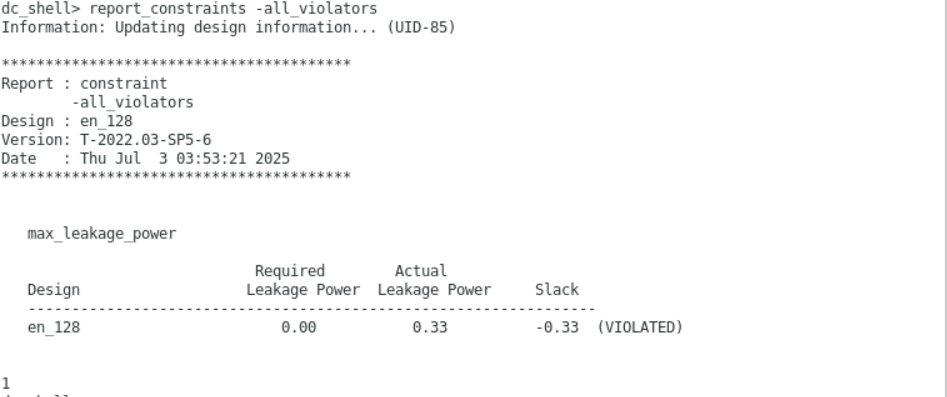 dc_shell> report_constraints -all_violators
Information: Updating design information... (UID-85)
****************************************
Report : constraint
        -all_violators
Design : en_128
Version: T-2022.03-SP5-6
Date   : Thu Jul  3 03:53:21 2025
****************************************
   max_leakage_power
                             Required        Actual
   Design                   Leakage Power  Leakage Power     Slack
   -----------------------------------------------------------------
   en_128                       0.00           0.33          -0.33  (VIOLATED)
1